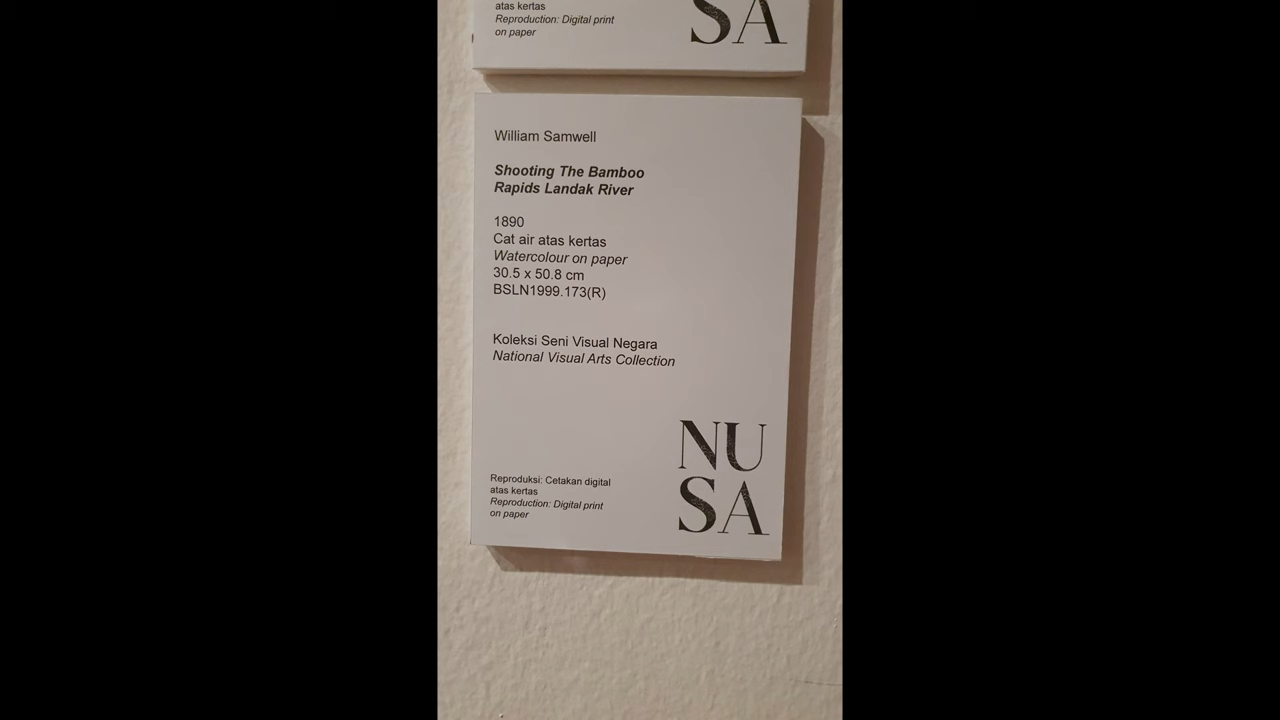 atas kertas
Reproduction: Digital print
on paper
SA
William Samwell
Shooting The Bamboo
Rapids Landak River
1890
Cat air atas kertas
Watercolour on paper
30.5 x 50.8 cm
BSLN1999.173(R)
Koleksi Seni Visual Negara
National Visual Arts Collection
Reproduksi: Cetakan digital
atas kertas
Reproduction: Digital print
on paper
NU
SA